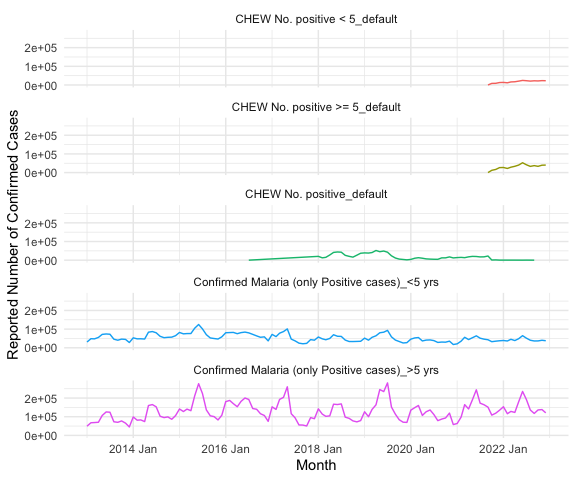 CHEW No. positive < 5_default
2e+05
1e+05
0e+00
CHEW No. positive >= 5_default
2e+05
1e+05
0e+00
CHEW No. positive_default
2e+05
1e+05
0e+00
Confirmed Malaria (only Positive cases)_<5 yrs
2e+05
1e+05
0e+00
Confirmed Malaria (only Positive cases)_>5 yrs
2e+05
1e+05
0e+00
2014 Jan 2016 Jan 2018 Jan 2020 Jan 2022 Jan
Month
Reported Number of Confirmed Cases